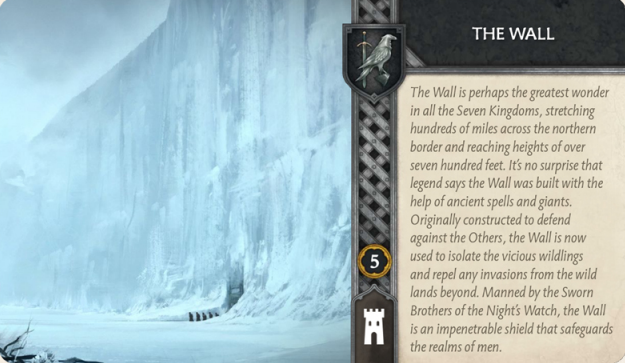 THE WALL
The Wall is perhaps the greatest wonder
in all the Seven Kingdoms, stretching
hundreds of miles across the northern
border and reaching heights of over
seven hundred feet. It's no surprise that
legend says the Wall was built with the
help of ancient spells and giants.
Originally constructed to defend
against the Others, the Wall is now
used to isolate the vicious wildlings
and repel any invasions from the wild
lands beyond. Manned by the Sworn
Brothers of the Night's Watch, the Wall
is an impenetrable shield that safeguards
the realms of men.
5